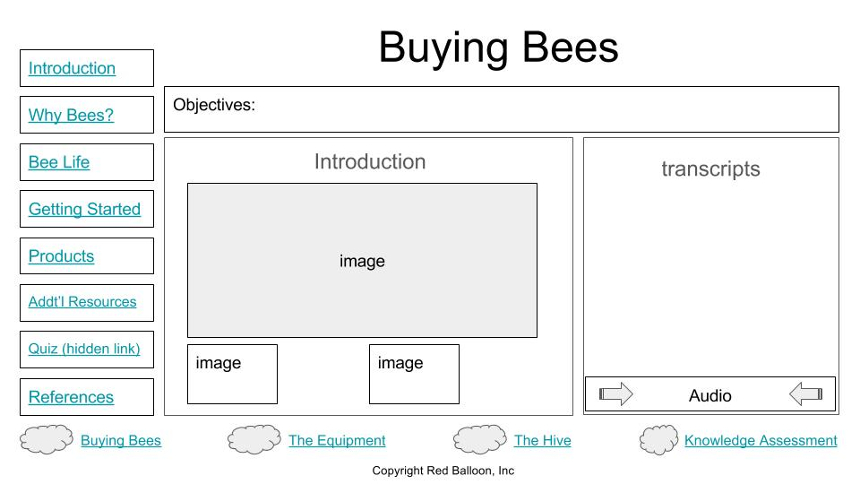 Buying Bees
Introduction
Why Bees?
Bee Life
Getting Started
Products
Addt'l Resources
Quiz (hidden link)
References
Objectives:
Introduction
image
image
image
transcripts
Audio
Buying Bees
The Equipment
The Hive
Knowledge Assessment
Copyright Red Balloon, Inc